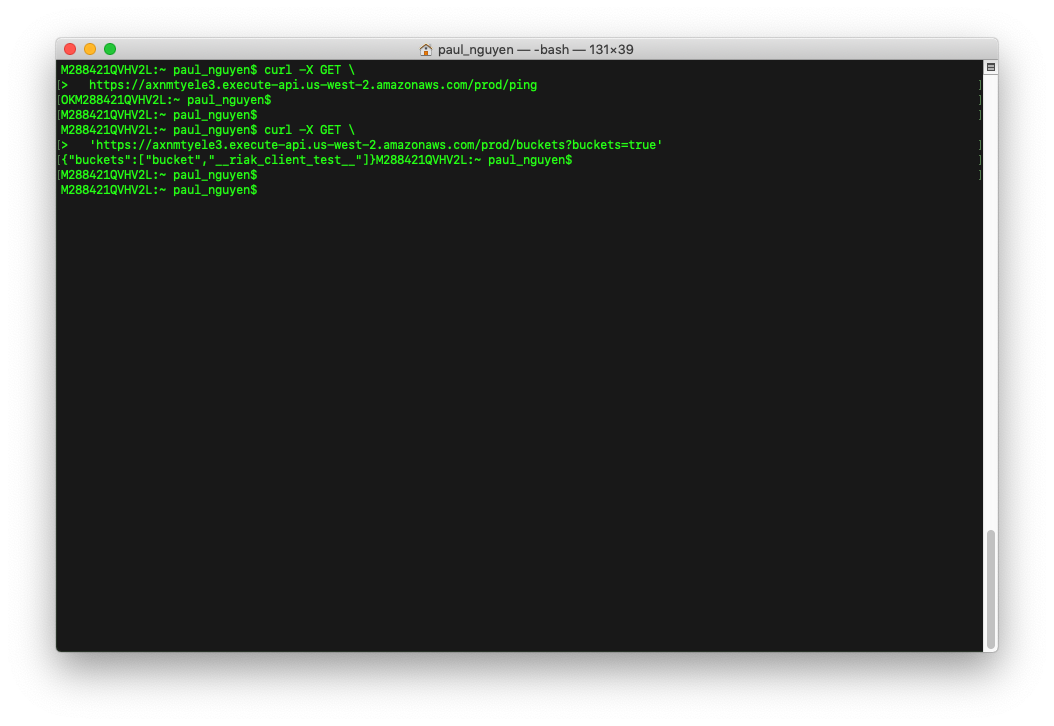 paul_nguyen — -bash — 131×39
M288421QVHV2L:~ paul_nguyen$ curl -X GET \
[>   https://axnmtyele3.execute-api.us-west-2.amazonaws.com/prod/ping ]
[OKM288421QVHV2L:~ paul_nguyen$ ]
[M288421QVHV2L:~ paul_nguyen$ ]
M288421QVHV2L:~ paul_nguyen$ curl -X GET \
[>   'https://axnmtyele3.execute-api.us-west-2.amazonaws.com/prod/buckets?buckets=true' ]
[{"buckets":["bucket","__riak_client_test__"]}M288421QVHV2L:~ paul_nguyen$ ]
[M288421QVHV2L:~ paul_nguyen$ ]
M288421QVHV2L:~ paul_nguyen$